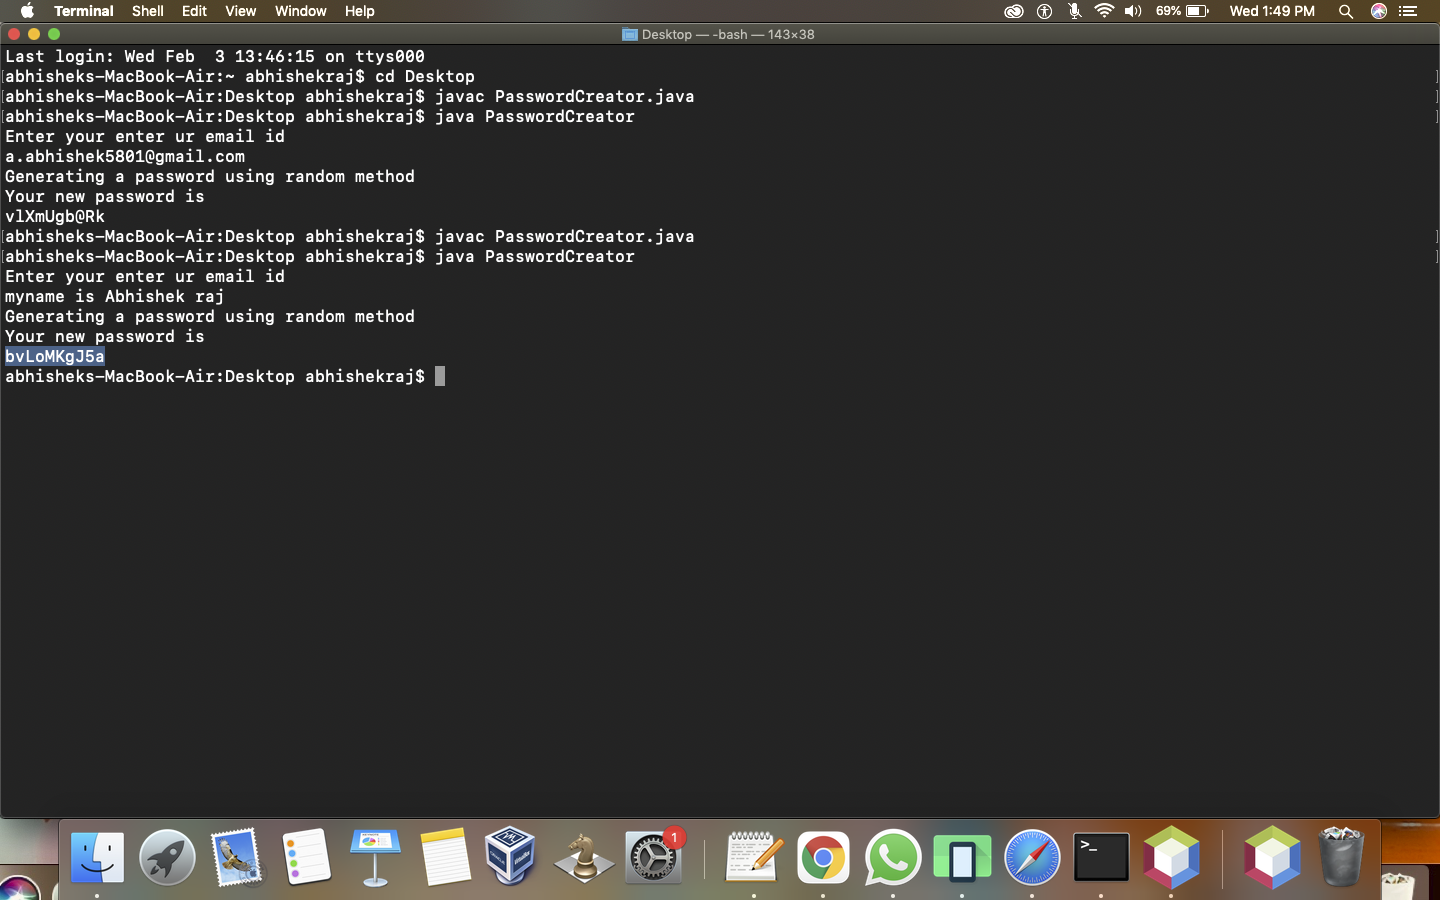 Terminal Shell Edit View Window Help 69% Wed 1:49 PM
Desktop — -bash — 143×38
Last login: Wed Feb  3 13:46:15 on ttys000
[abhisheks-MacBook-Air:~ abhishekraj$ cd Desktop ]
[abhisheks-MacBook-Air:Desktop abhishekraj$ javac PasswordCreator.java ]
[abhisheks-MacBook-Air:Desktop abhishekraj$ java PasswordCreator ]
Enter your enter ur email id
a.abhishek5801@gmail.com
Generating a password using random method
Your new password is
vlXmUgb@Rk
[abhisheks-MacBook-Air:Desktop abhishekraj$ javac PasswordCreator.java ]
[abhisheks-MacBook-Air:Desktop abhishekraj$ java PasswordCreator ]
Enter your enter ur email id
myname is Abhishek raj
Generating a password using random method
Your new password is
bvLoMKgJ5a
abhisheks-MacBook-Air:Desktop abhishekraj$
1
>_